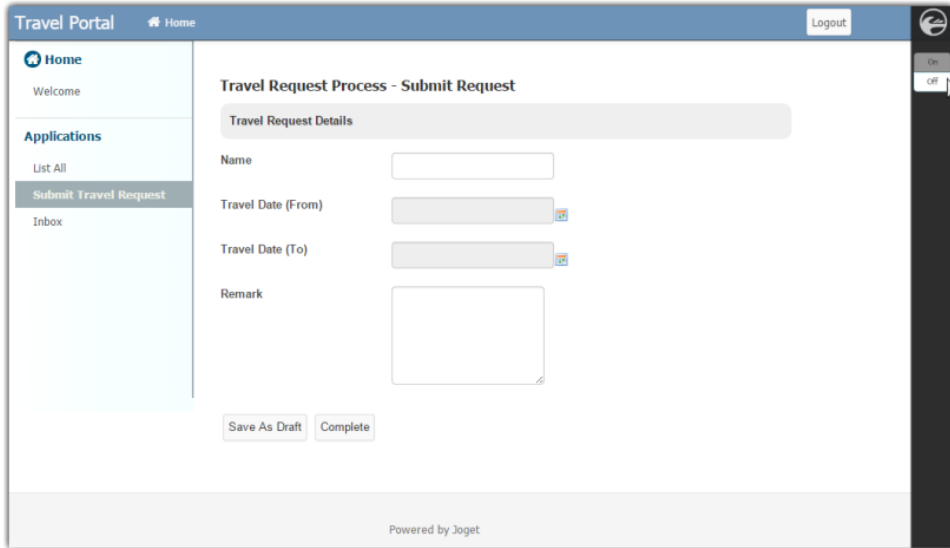 Travel Portal
Home
Logout
On
Off
Home
Welcome
Applications
List All
Submit Travel Request
Inbox
Travel Request Process - Submit Request
Travel Request Details
Name
Travel Date (From)
Travel Date (To)
Remark
Save As Draft
Complete
Powered by Joget